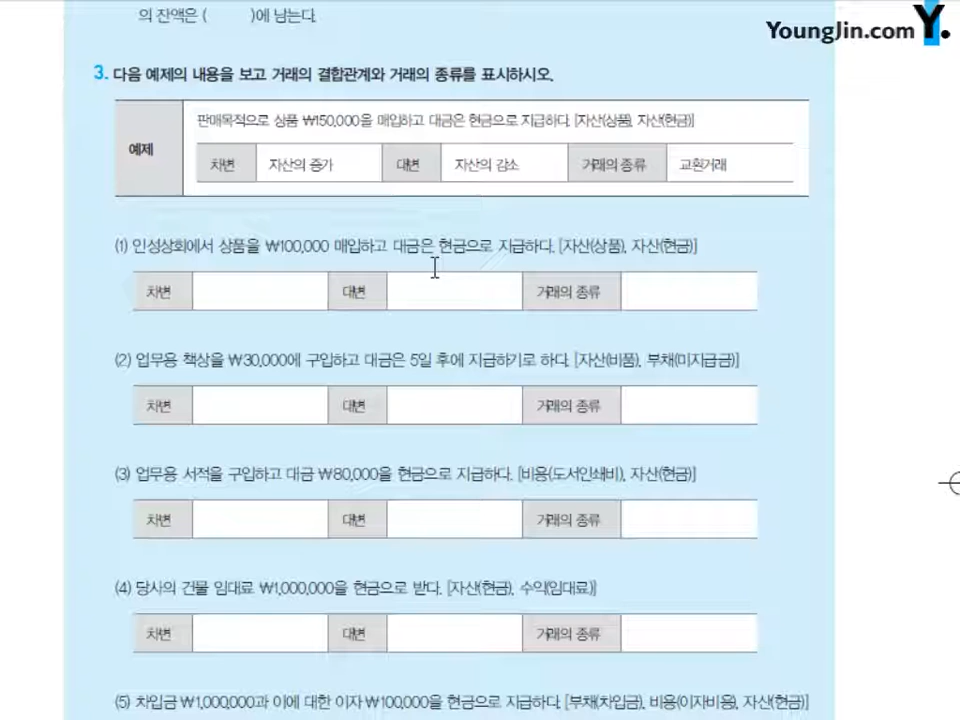 의 잔액은 (          )에 남는다.
YoungJin.com Y.
3. 다음 예제의 내용을 보고 거래의 결합관계와 거래의 종류를 표시하시오.
예제
판매목적으로 상품 ₩150,000을 매입하고 대금은 현금으로 지급하다. [자산(상품), 자산(현금)]
차변 자산의 증가 대변 자산의 감소 거래의 종류 교환거래
(1) 인성상회에서 상품을 ₩100,000 매입하고 대금은 현금으로 지급하다. [자산(상품), 자산(현금)]
차변 대변 거래의 종류
(2) 업무용 책상을 ₩30,000에 구입하고 대금은 5일 후에 지급하기로 하다. [자산(비품), 부채(미지급금)]
차변 대변 거래의 종류
(3) 업무용 서적을 구입하고 대금 ₩80,000을 현금으로 지급하다. [비용(도서인쇄비), 자산(현금)]
차변 대변 거래의 종류
(4) 당사의 건물 임대료 ₩1,000,000을 현금으로 받다. [자산(현금), 수익(임대료)]
차변 대변 거래의 종류
(5) 차입금 ₩1,000,000과 이에 대한 이자 ₩100,000을 현금으로 지급하다. [부채(차입금), 비용(이자비용), 자산(현금)]